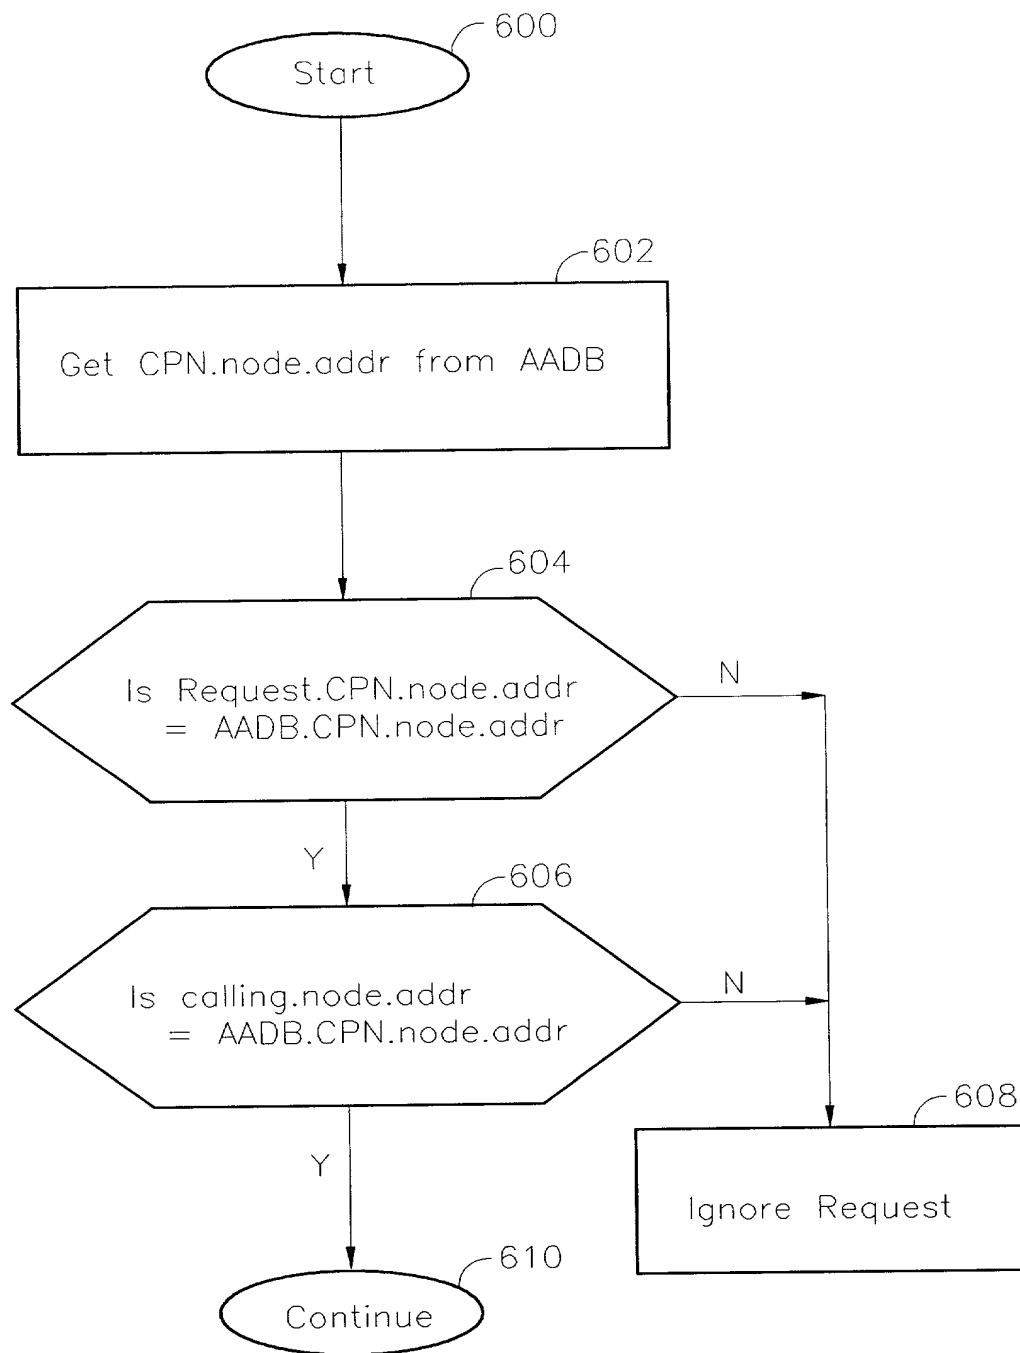 600
Start
602
Get CPN.node.addr from AADB
604
Is Request.CPN.node.addr
= AADB.CPN.node.addr
N
Y
606
Is calling.node.addr
= AADB.CPN.node.addr
N
Y
608
Ignore Request
610
Continue